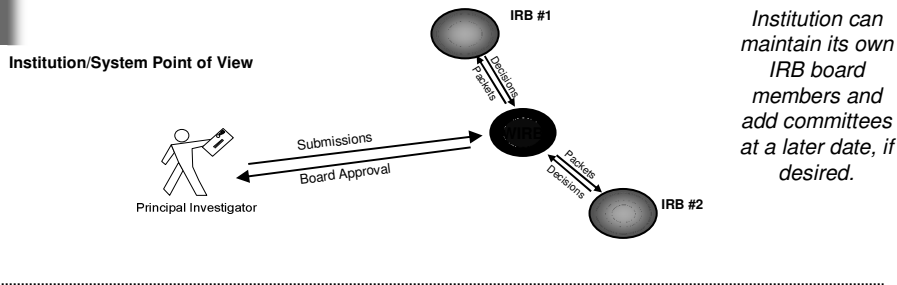 IRB #1
Institution can
maintain its own
IRB board
members and
add committees
at a later date, if
desired.
Institution/System Point of View
Decisions
Packets
WIRB
Submissions
Board Approval
Packets
Decisions
Principal Investigator
IRB #2